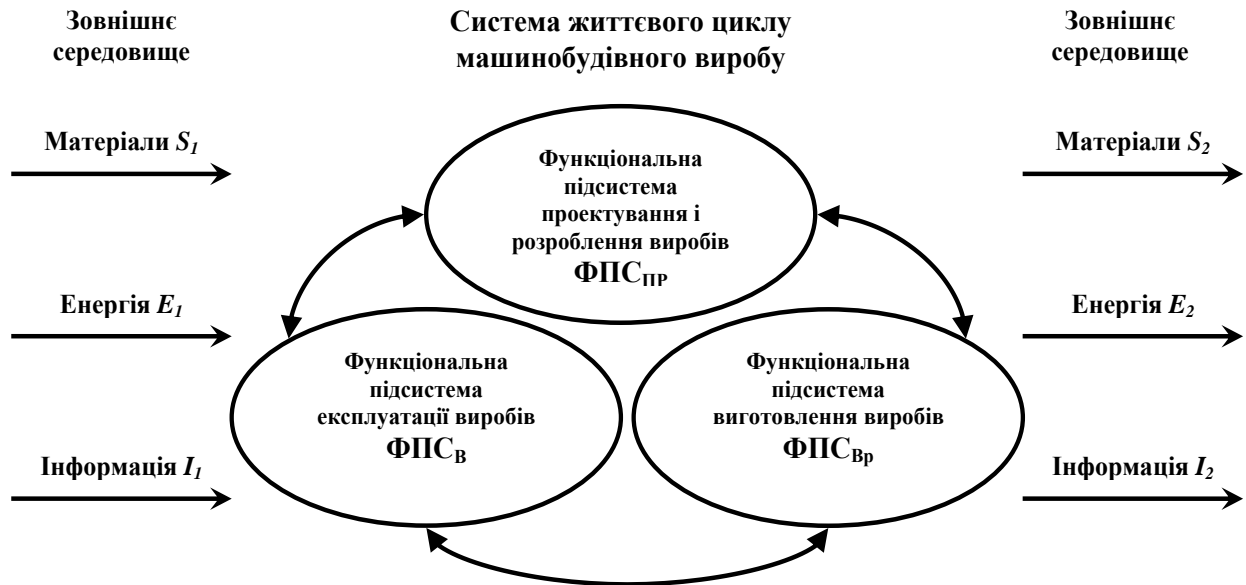 Зовнішнє
середовище
Система життєвого циклу
машинобудівного виробу
Зовнішнє
середовище
Матеріали S1
Енергія E1
Інформація I1
Функціональна
підсистема
проектування і
розроблення виробів
ФПСПР
Функціональна
підсистема
експлуатації виробів
ФПСВ
Функціональна
підсистема
виготовлення виробів
ФПСВр
Матеріали S2
Енергія E2
Інформація I2